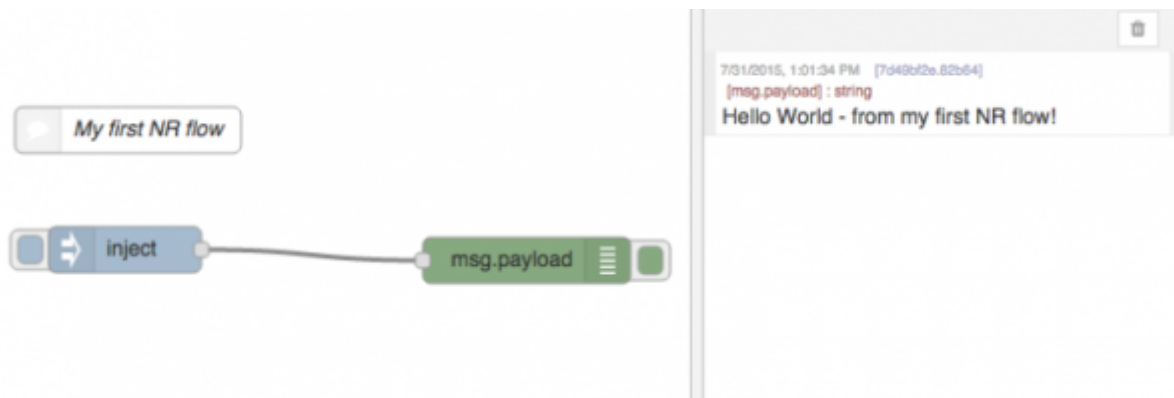 My first NR flow
inject
msg.payload
7/31/2015, 1:01:34 PM [7d49bf2e.82b64]
[msg.payload] : string
Hello World - from my first NR flow!